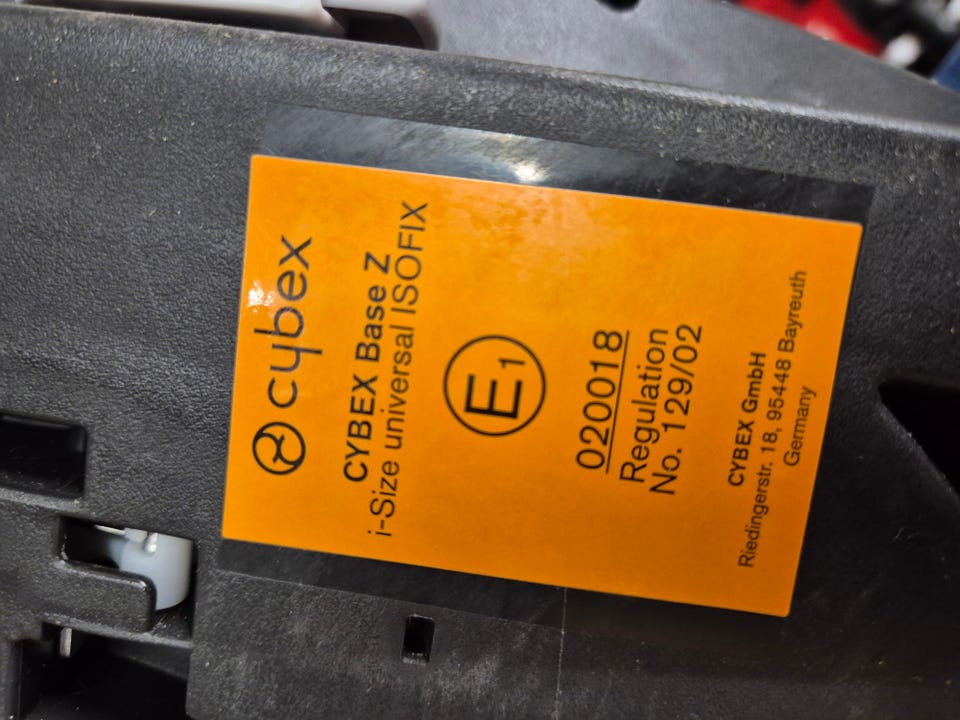 cybex
CYBEX Base Z
i-Size universal ISOFIX
E1
020018
Regulation
No. 129/02
CYBEX GmbH
Riedingerstr. 18, 95448 Bayreuth
Germany